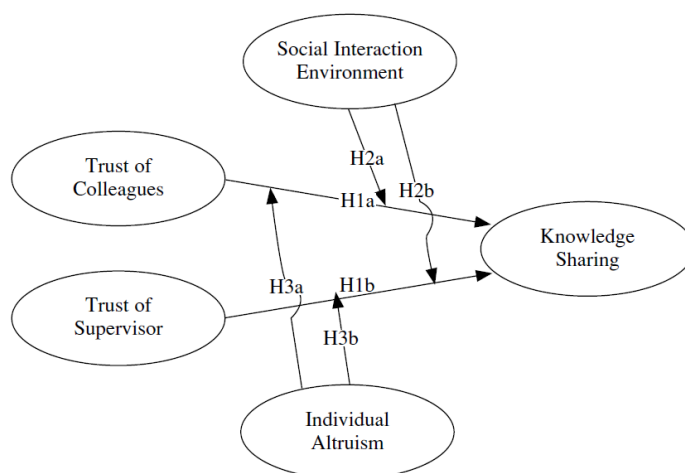 Social Interaction
Environment
Trust of
Colleagues
H2a
H2b
H1a
Knowledge
Sharing
H3a
H1b
Trust of
Supervisor
H3b
Individual
Altruism